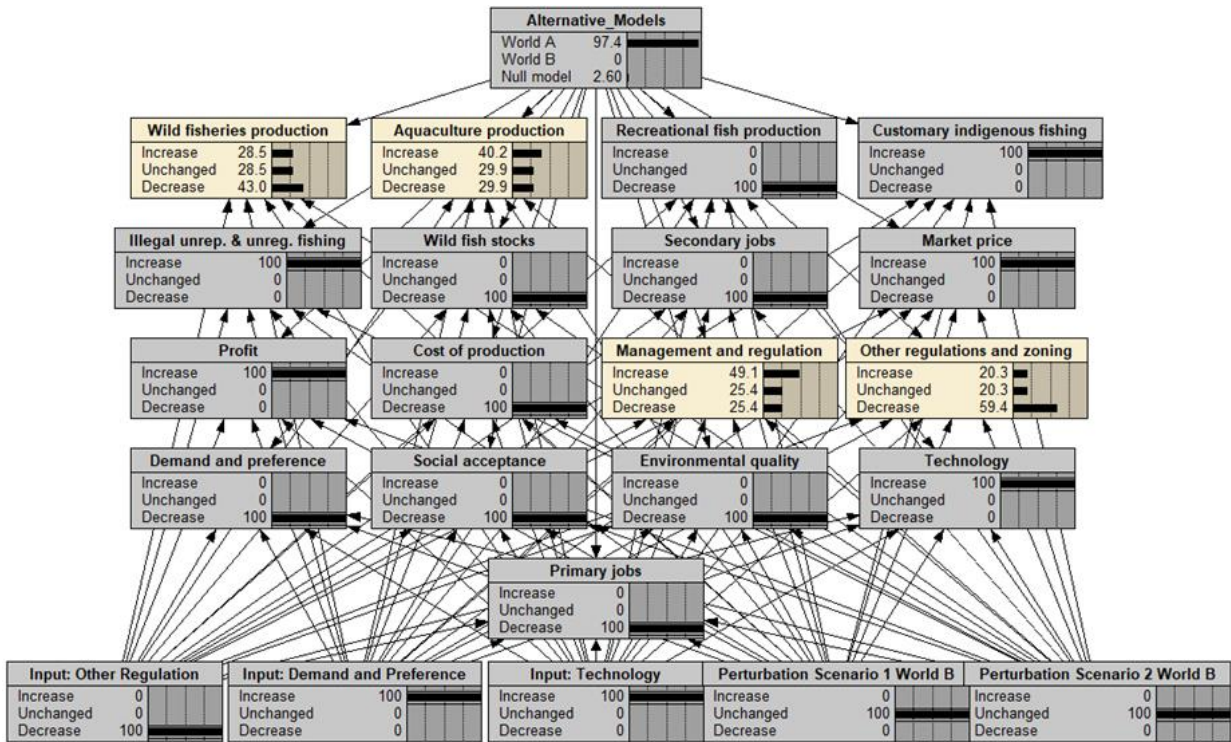 Alternative_Models
World A 97.4
World B 0
Null model 2.60
Wild fisheries production
Increase 28.5
Unchanged 28.5
Decrease 43.0
Aquaculture production
Increase 40.2
Unchanged 29.9
Decrease 29.9
Recreational fish production
Increase 0
Unchanged 0
Decrease 100
Customary indigenous fishing
Increase 100
Unchanged 0
Decrease 0
Illegal unrep. & unreg. fishing
Increase 100
Unchanged 0
Decrease 0
Wild fish stocks
Increase 0
Unchanged 0
Decrease 100
Secondary jobs
Increase 0
Unchanged 0
Decrease 100
Market price
Increase 100
Unchanged 0
Decrease 0
Profit
Increase 100
Unchanged 0
Decrease 0
Cost of production
Increase 0
Unchanged 0
Decrease 100
Management and regulation
Increase 49.1
Unchanged 25.4
Decrease 25.4
Other regulations and zoning
Increase 20.3
Unchanged 20.3
Decrease 59.4
Demand and preference
Increase 0
Unchanged 0
Decrease 100
Social acceptance
Increase 0
Unchanged 0
Decrease 100
Environmental quality
Increase 0
Unchanged 0
Decrease 100
Technology
Increase 100
Unchanged 0
Decrease 0
Primary jobs
Increase 0
Unchanged 0
Decrease 100
Input: Other Regulation
Increase 0
Unchanged 0
Decrease 100
Input: Demand and Preference
Increase 100
Unchanged 0
Decrease 0
Input: Technology
Increase 100
Unchanged 0
Decrease 0
Perturbation Scenario 1 World B
Increase 0
Unchanged 100
Decrease 0
Perturbation Scenario 2 World B
Increase 0
Unchanged 100
Decrease 0